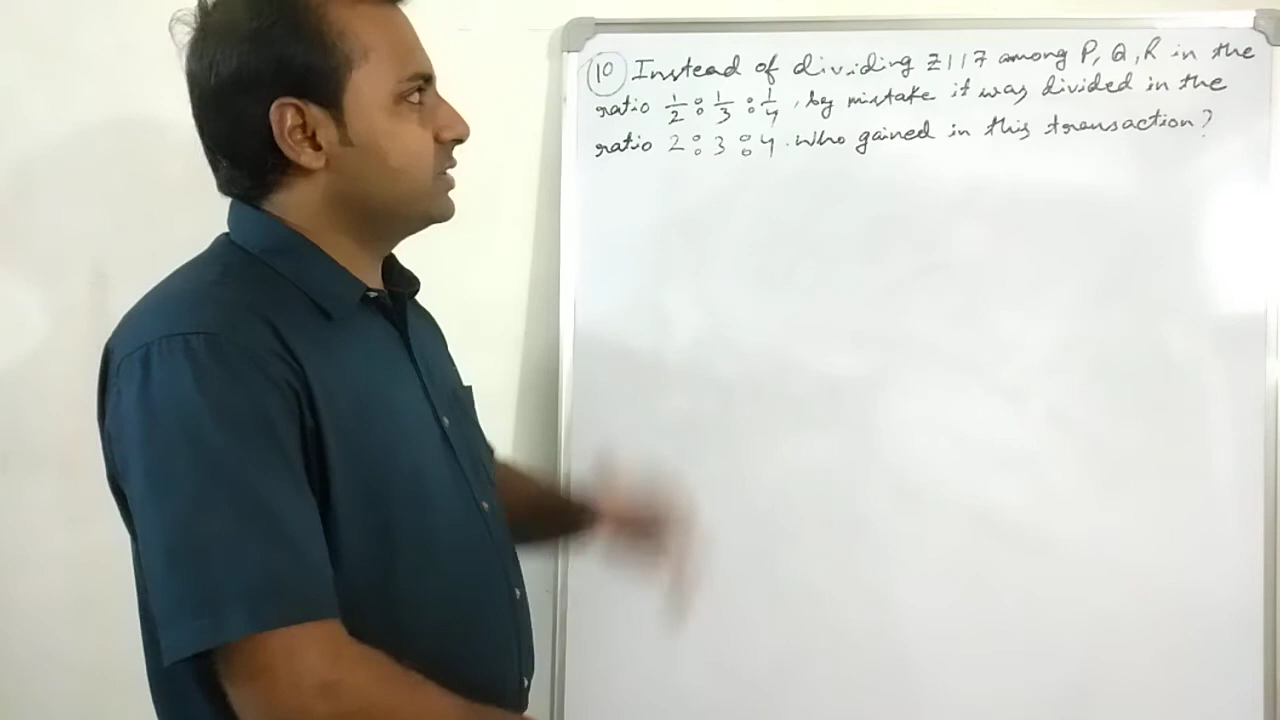 (10) Instead of dividing ₹117 among P, Q, R in the
ratio 1/2 : 1/3 : 1/4, by mistake it was divided in the
ratio 2 : 3 : 4. Who gained in this transaction?